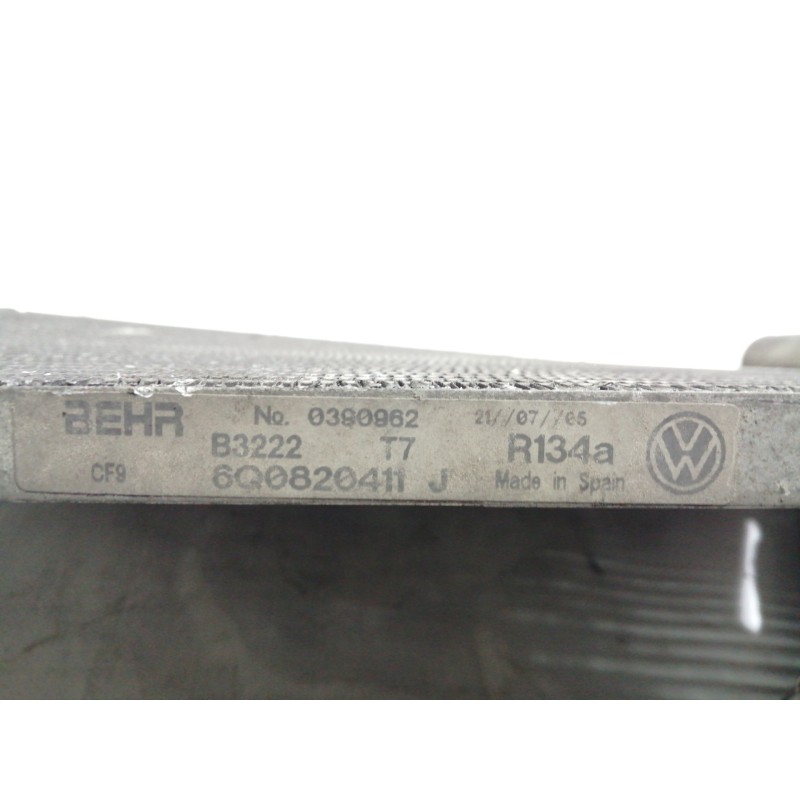 BEHR No. 0390962 21//07//05
B3222 T7 R134a
CF9 6Q0820411 J Made in Spain